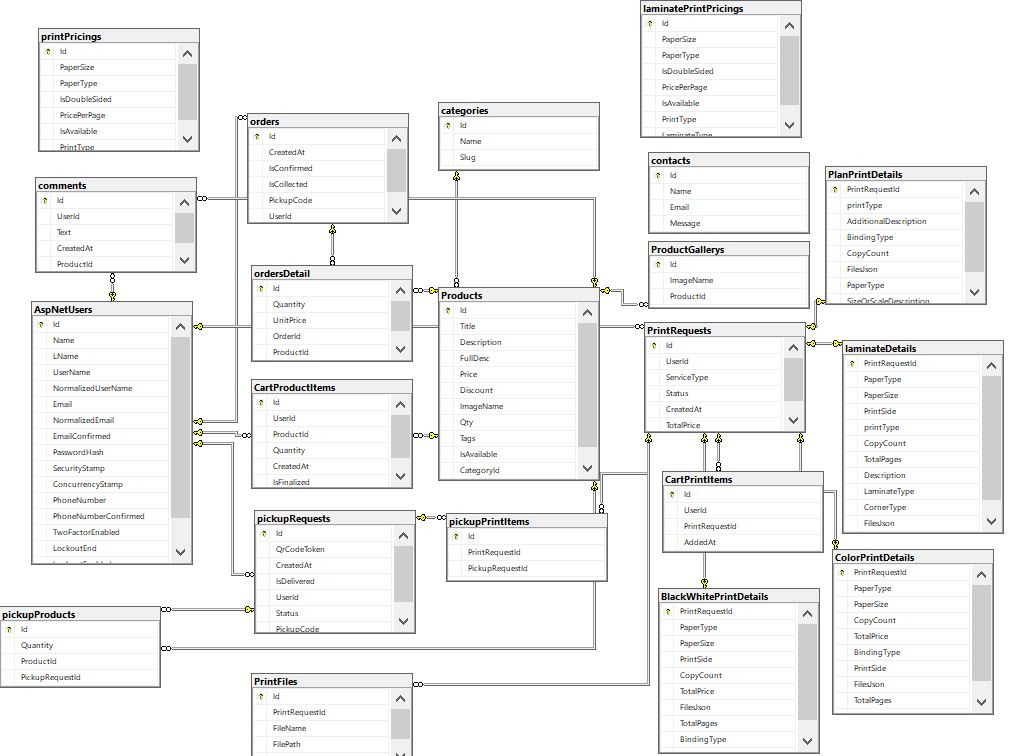 printPricings
Id
PaperSize
PaperType
IsDoubleSided
PricePerPage
IsAvailable
PrintType
laminatePrintPricings
Id
PaperSize
PaperType
IsDoubleSided
PricePerPage
IsAvailable
PrintType
LaminateType
orders
Id
CreatedAt
IsConfirmed
IsCollected
PickupCode
UserId
categories
Id
Name
Slug
contacts
Id
Name
Email
Message
PlanPrintDetails
PrintRequestId
printType
AdditionalDescription
BindingType
CopyCount
FilesJson
PaperType
SizeOrScaleDescription
comments
Id
UserId
Text
CreatedAt
ProductId
ProductGallerys
Id
ImageName
ProductId
ordersDetail
Id
Quantity
UnitPrice
OrderId
ProductId
Products
Id
Title
Description
FullDesc
Price
Discount
ImageName
Qty
Tags
IsAvailable
CategoryId
AspNetUsers
Id
Name
LName
UserName
NormalizedUserName
Email
NormalizedEmail
EmailConfirmed
PasswordHash
SecurityStamp
ConcurrencyStamp
PhoneNumber
PhoneNumberConfirmed
TwoFactorEnabled
LockoutEnd
PrintRequests
Id
UserId
ServiceType
Status
CreatedAt
TotalPrice
laminateDetails
PrintRequestId
PaperType
PaperSize
PrintSide
printType
CopyCount
TotalPages
Description
LaminateType
CornerType
FilesJson
CartProductItems
Id
UserId
ProductId
Quantity
CreatedAt
IsFinalized
CartPrintItems
Id
UserId
PrintRequestId
AddedAt
pickupRequests
Id
QrCodeToken
CreatedAt
IsDelivered
UserId
Status
PickupCode
pickupPrintItems
Id
PrintRequestId
PickupRequestId
ColorPrintDetails
PrintRequestId
PaperType
PaperSize
CopyCount
TotalPrice
BindingType
PrintSide
FilesJson
TotalPages
BlackWhitePrintDetails
PrintRequestId
PaperType
PaperSize
PrintSide
CopyCount
TotalPrice
FilesJson
TotalPages
BindingType
pickupProducts
Id
Quantity
ProductId
PickupRequestId
PrintFiles
Id
PrintRequestId
FileName
FilePath